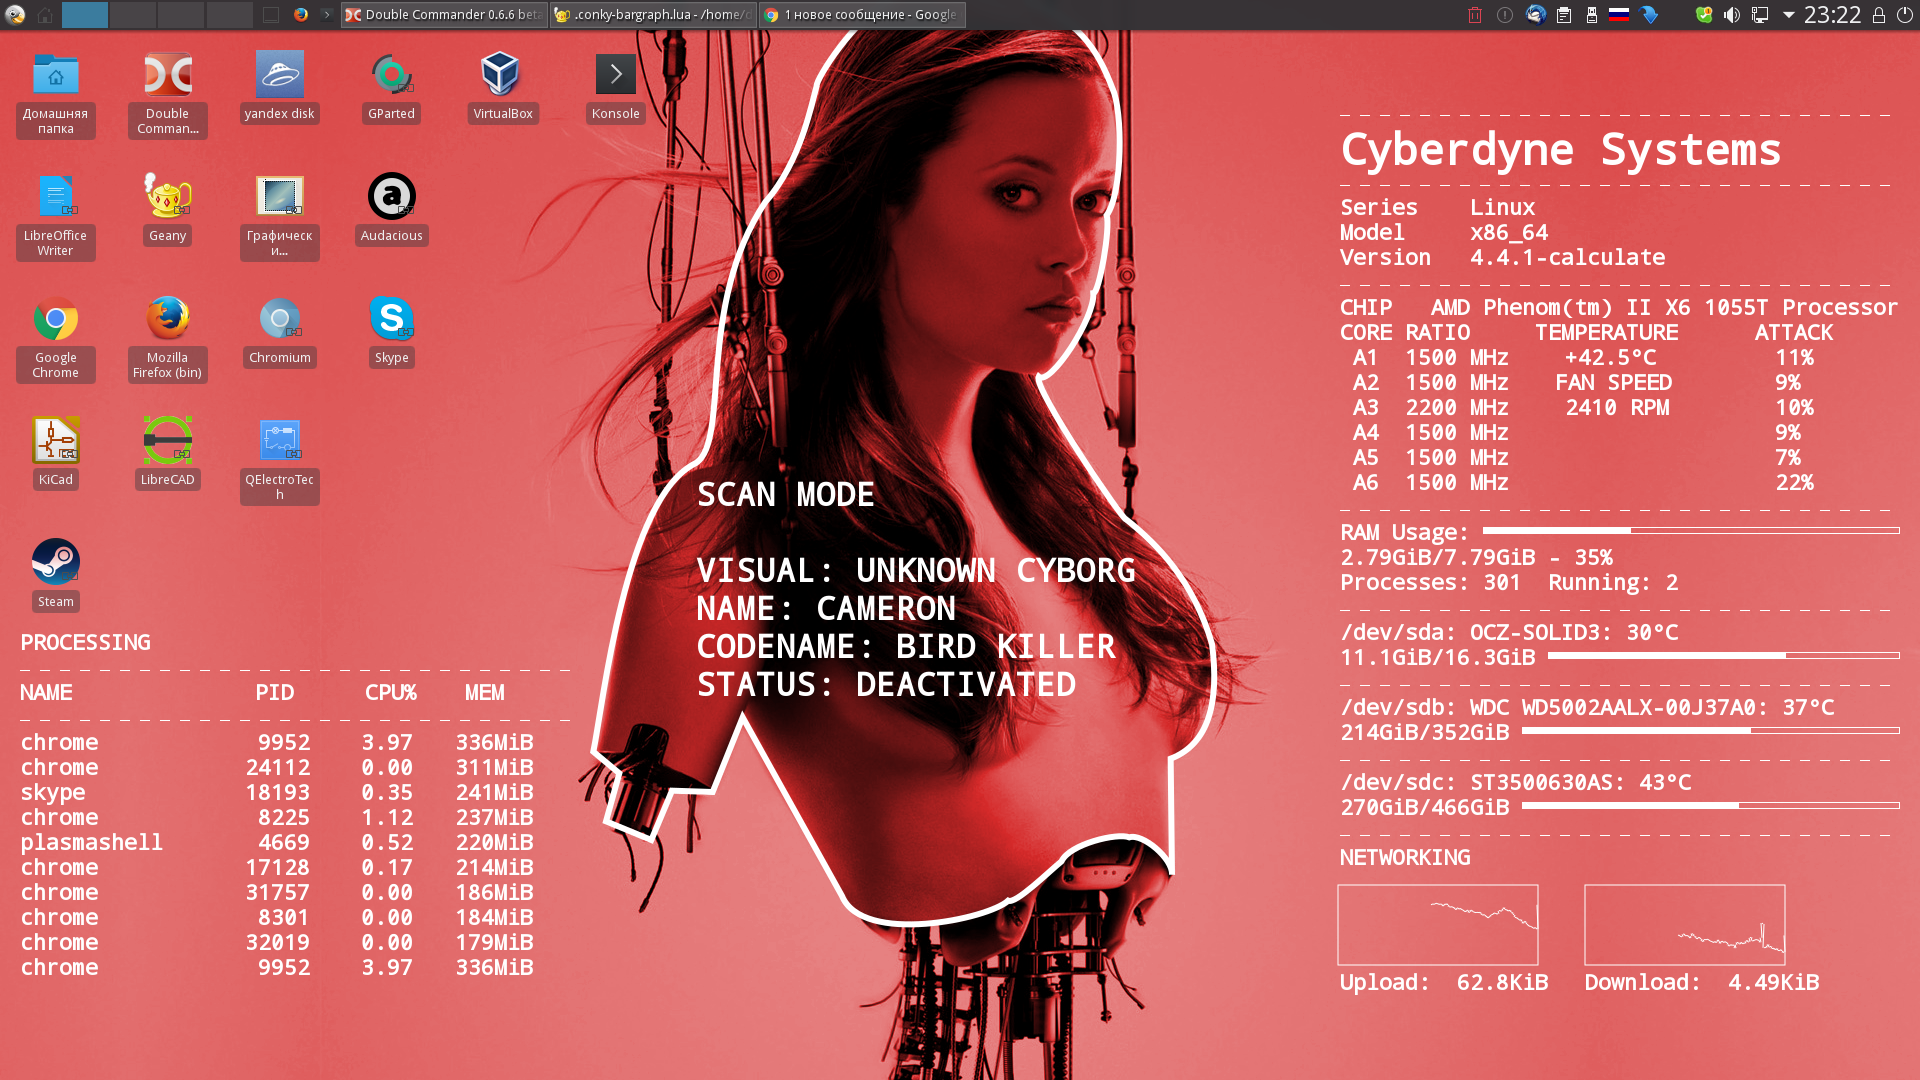 Double Commander 0.6.6 beta
.conky-bargraph.lua - /home/d
1 новое сообщение - Google
23:22
Домашняя
папка
Double
Comman...
yandex disk
GParted
VirtualBox
Konsole
LibreOffice
Writer
Geany
Графическ
и...
Audacious
Google
Chrome
Mozilla
Firefox (bin)
Chromium
Skype
KiCad
LibreCAD
QElectroTec
h
Steam
PROCESSING
NAME PID CPU% MEM
chrome 9952 3.97 336MiB
chrome 24112 0.00 311MiB
skype 18193 0.35 241MiB
chrome 8225 1.12 237MiB
plasmashell 4669 0.52 220MiB
chrome 17128 0.17 214MiB
chrome 31757 0.00 186MiB
chrome 8301 0.00 184MiB
chrome 32019 0.00 179MiB
chrome 9952 3.97 336MiB
SCAN MODE
VISUAL: UNKNOWN CYBORG
NAME: CAMERON
CODENAME: BIRD KILLER
STATUS: DEACTIVATED
Cyberdyne Systems
Series Linux
Model x86_64
Version 4.4.1-calculate
CHIP AMD Phenom(tm) II X6 1055T Processor
CORE RATIO TEMPERATURE ATTACK
A1 1500 MHz +42.5°C 11%
A2 1500 MHz FAN SPEED 9%
A3 2200 MHz 2410 RPM 10%
A4 1500 MHz 9%
A5 1500 MHz 7%
A6 1500 MHz 22%
RAM Usage:
2.79GiB/7.79GiB - 35%
Processes: 301 Running: 2
/dev/sda: OCZ-SOLID3: 30°C
11.1GiB/16.3GiB
/dev/sdb: WDC WD5002AALX-00J37A0: 37°C
214GiB/352GiB
/dev/sdc: ST3500630AS: 43°C
270GiB/466GiB
NETWORKING
Upload: 62.8KiB Download: 4.49KiB